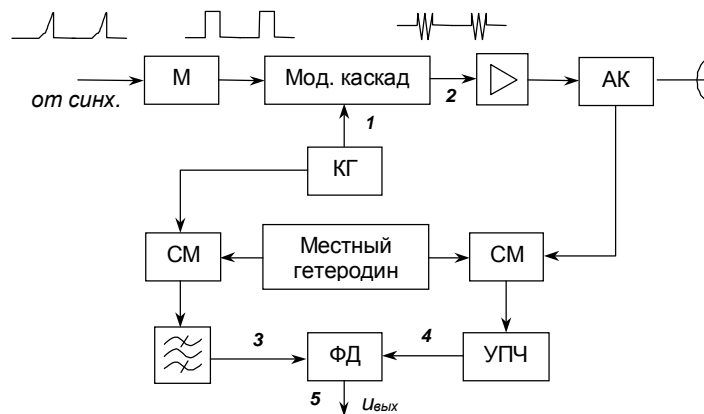 М
Мод. каскад
АК
от синх.
2
1
КГ
СМ
Местный
гетеродин
СМ
3
ФД
4
УПЧ
5
uвых